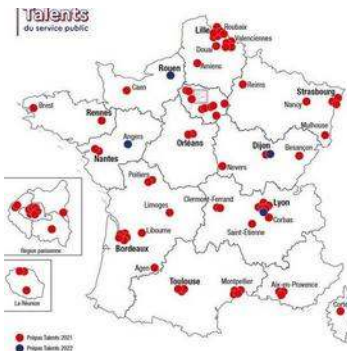 Talents
du service public
Roubaix
Lille
Valenciennes
Douai
Amiens
Rouen
Caen
Reims
Strasbourg
Nancy
Brest
Rennes
Mulhouse
Angers
Orléans
Dijon
Besançon
Nantes
Nevers
Poitiers
Limoges
Clermont-Ferrand
Lyon
Corbas
Saint-Etienne
Région parisienne
Libourne
Bordeaux
Agen
Toulouse
Montpellier
Aix-en-Provence
La Réunion
Prépas Talents 2021
Prépas Talents 2022